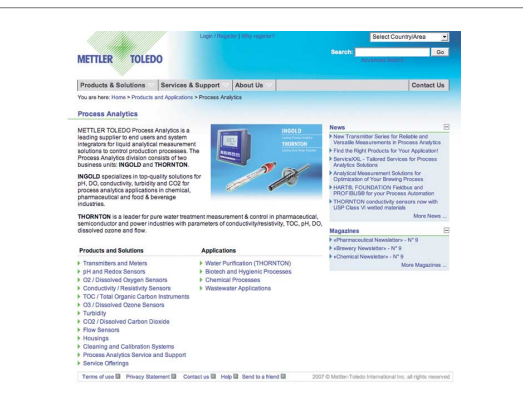 Login / Register | Why register?
Select Country/Area
METTLER TOLEDO
Search:
Go
Advanced Search
Products & Solutions
Services & Support
About Us
Contact Us
You are here: Home > Products and Applications > Process Analytics
Process Analytics
METTLER TOLEDO Process Analytics is a
leading supplier to end users and system
integrators for liquid analytical measurement
solutions to control production processes. The
Process Analytics division consists of two
business units: INGOLD and THORNTON.
INGOLD specializes in top-quality solutions for
pH, DO, conductivity, turbidity and CO2 for
process analytics applications in chemical,
pharmaceutical and food & beverage
industries.
THORNTON is a leader for pure water treatment measurement & control in pharmaceutical,
semiconductor and power industries with parameters of conductivity/resistivity, TOC, pH, DO,
dissolved ozone and flow.
INGOLD
THORNTON
Products and Solutions
Transmitters and Meters
pH and Redox Sensors
O2 / Dissolved Oxygen Sensors
Conductivity / Resistivity Sensors
TOC / Total Organic Carbon Instruments
O3 / Dissolved Ozone Sensors
Turbidity
CO2 / Dissolved Carbon Dioxide
Flow Sensors
Housings
Cleaning and Calibration Systems
Process Analytics Service and Support
Service Offerings
Applications
Water Purification (THORNTON)
Biotech and Hygienic Processes
Chemical Processes
Wastewater Applications
News
New Transmitter Series for Reliable and
Versatile Measurements in Process Analytics
Find the Right Products for Your Application!
ServiceXXL - Tailored Services for Process
Analytics Solutions
Analytical Measurement Solutions for
Optimization of Your Brewing Process
HART®, FOUNDATION Fieldbus and
PROFIBUS® for your Process Automation
THORNTON conductivity sensors now with
USP Class VI wetted materials
More News ...
Magazines
«Pharmaceutical Newsletter» - N° 9
«Brewery Newsletter» - N° 9
«Chemical Newsletter» - N° 9
More Magazines ...
Terms of use Privacy Statement Contact us Help Send to a friend
2007 © Mettler-Toledo International Inc. all rights reserved